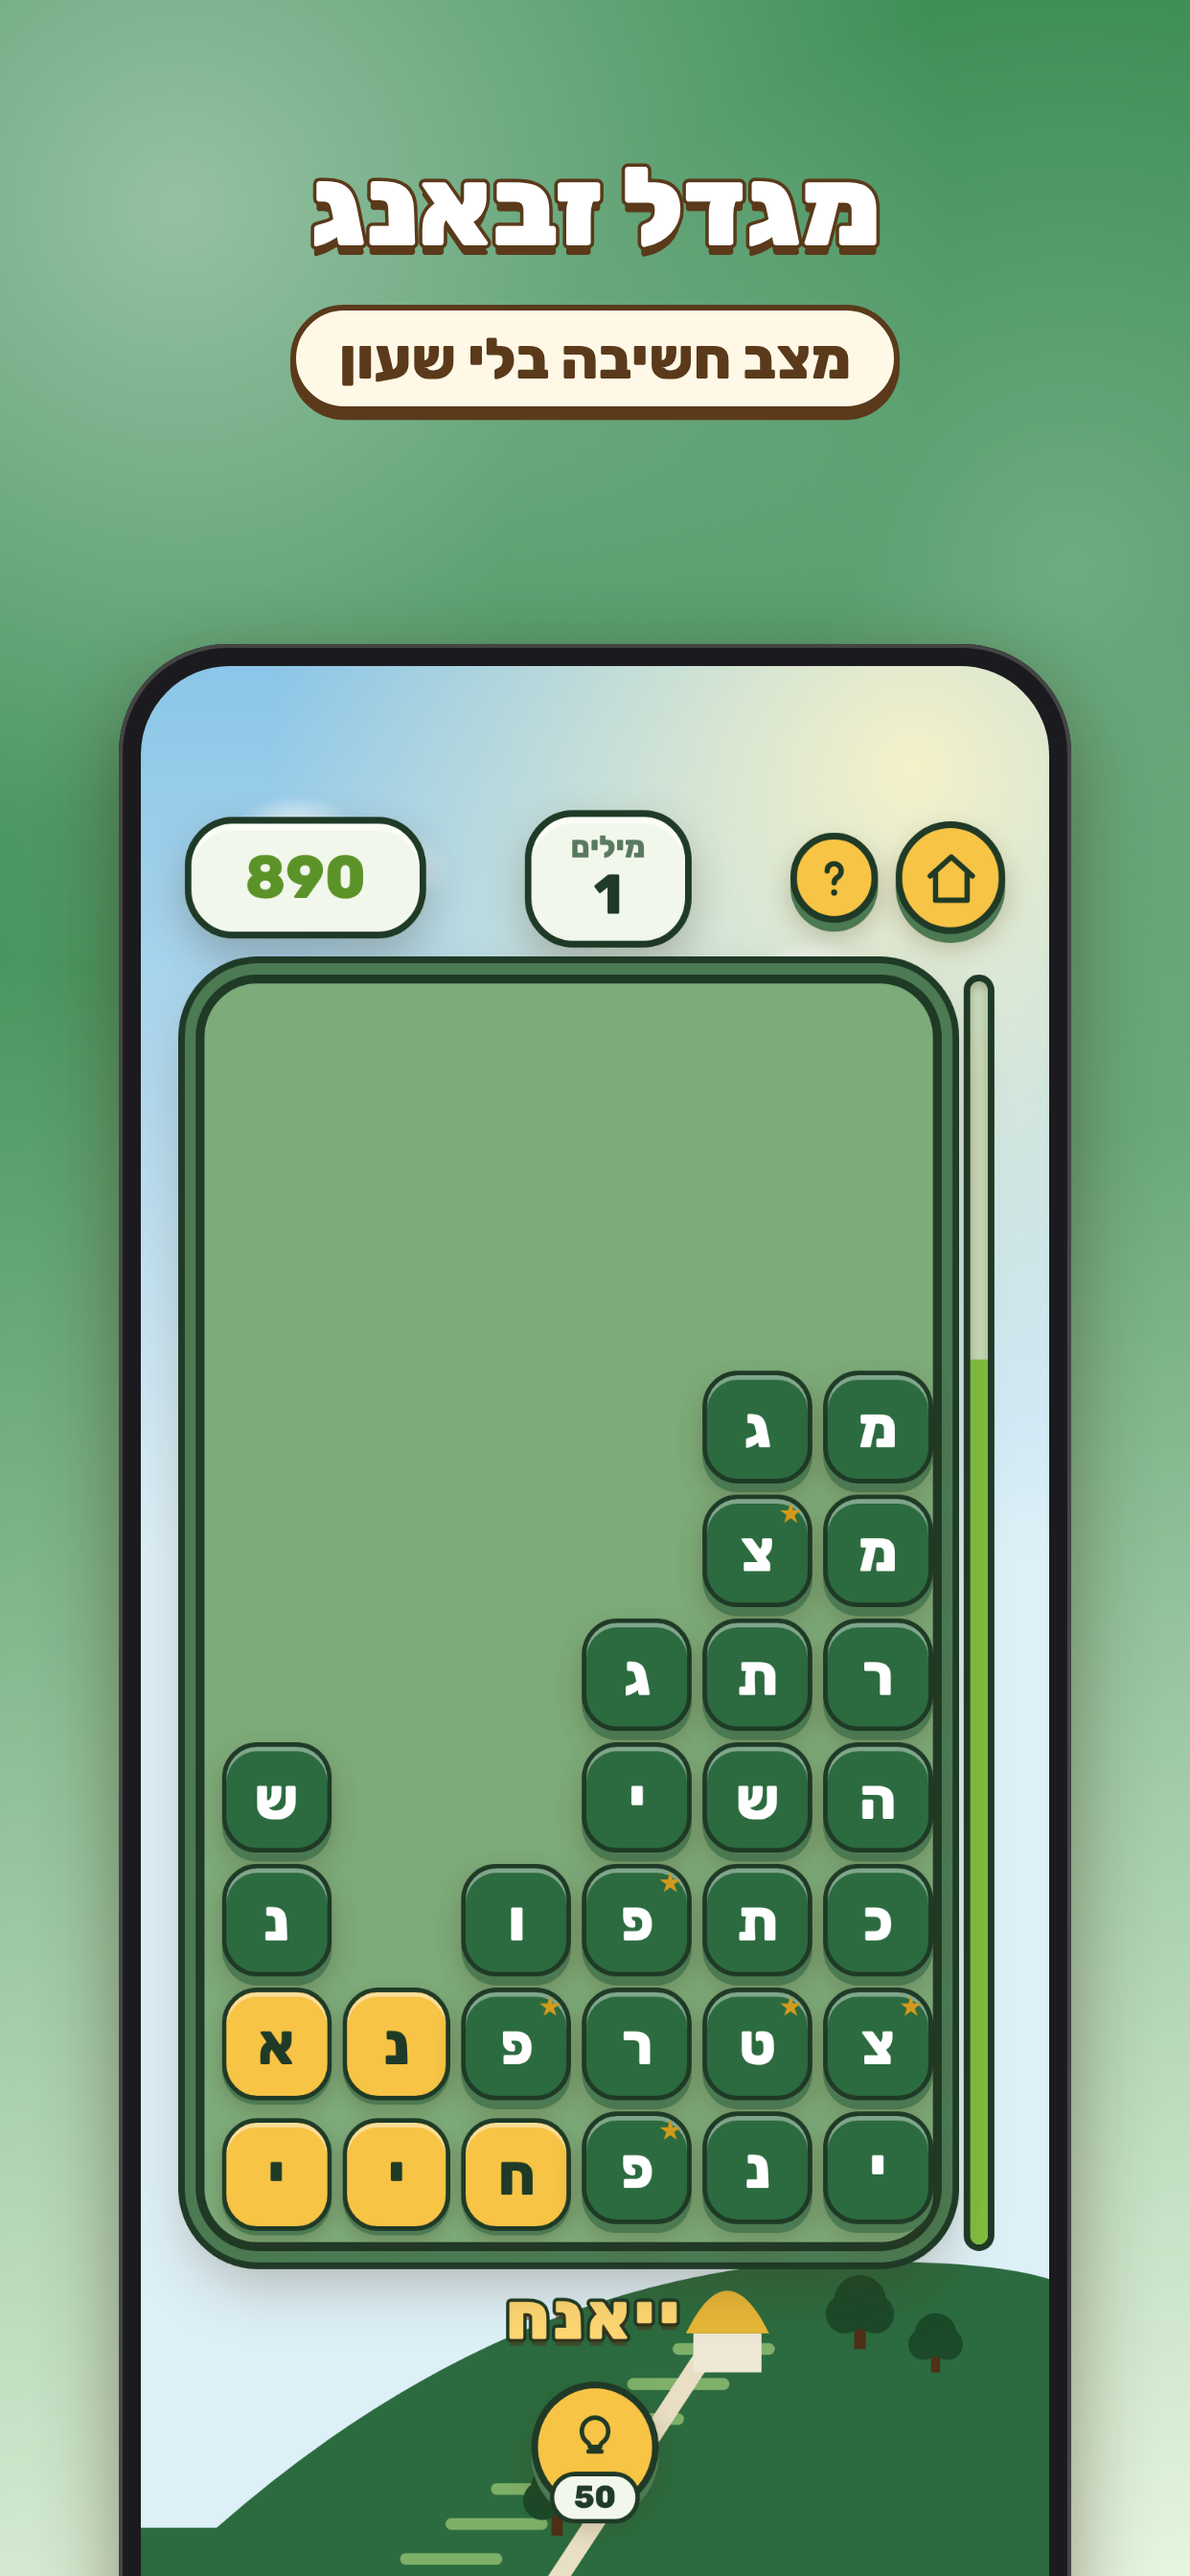 מגדל זבאנג
מצב חשיבה בלי שעון
890
מילים
1
?
ג מ
צ מ
ג ת ר
ש י ש ה
נ ו פ ת כ
א נ פ ר ט צ
י י ח פ נ י
ייאנח
50